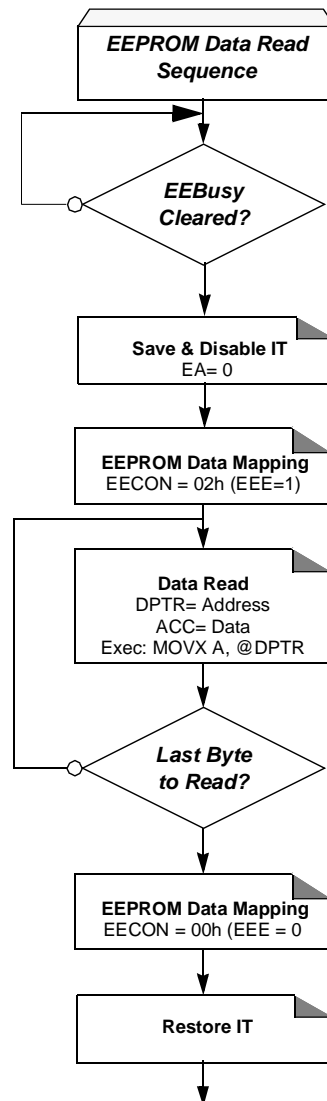 EEPROM Data Read
Sequence
EEBusy
Cleared?
Save & Disable IT
EA= 0
EEPROM Data Mapping
EECON = 02h (EEE=1)
Data Read
DPTR= Address
ACC= Data
Exec: MOVX A, @DPTR
Last Byte
to Read?
EEPROM Data Mapping
EECON = 00h (EEE = 0
Restore IT